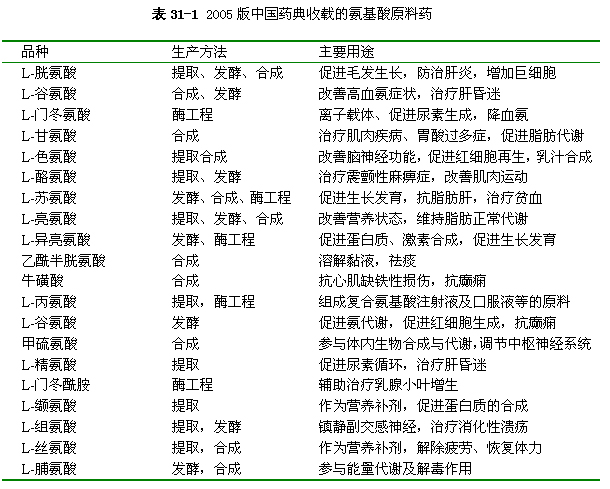 表 31-1 2005 版中国药典收载的氨基酸原料药
品种 生产方法 主要用途
L-胱氨酸 提取、发酵、合成 促进毛发生长，防治肝炎，增加巨细胞
L-谷氨酸 合成、发酵 改善高血氨症状，治疗肝昏迷
L-门冬氨酸 酶工程 离子载体、促进尿素生成，降血氨
L-甘氨酸 合成 治疗肌肉疾病、胃酸过多症，促进脂肪代谢
L-色氨酸 提取合成 改善脑神经功能，促进红细胞再生，乳汁合成
L-酪氨酸 提取、发酵 治疗震颤性麻痹症，改善肌肉运动
L-苏氨酸 发酵、合成、酶工程 促进生长发育，抗脂肪肝，治疗贫血
L-亮氨酸 提取、发酵、合成 改善营养状态，维持脂肪正常代谢
L-异亮氨酸 发酵、酶工程 促进蛋白质、激素合成，促进生长发育
乙酰半胱氨酸 合成 溶解黏液，祛痰
牛磺酸 合成 抗心肌缺铁性损伤，抗癫痫
L-丙氨酸 提取，酶工程 组成复合氨基酸注射液及口服液等的原料
L-谷氨酸 发酵 促进氨代谢，促进红细胞生成，抗癫痫
甲硫氨酸 合成 参与体内生物合成与代谢，调节中枢神经系统
L-精氨酸 提取 促进尿素循环，治疗肝昏迷
L-门冬酰胺 酶工程 辅助治疗乳腺小叶增生
L-缬氨酸 提取 作为营养补剂，促进蛋白质的合成
L-组氨酸 提取，发酵 镇静副交感神经，治疗消化性溃疡
L-丝氨酸 提取，合成 作为营养补剂，解除疲劳、恢复体力
L-脯氨酸 发酵，合成 参与能量代谢及解毒作用